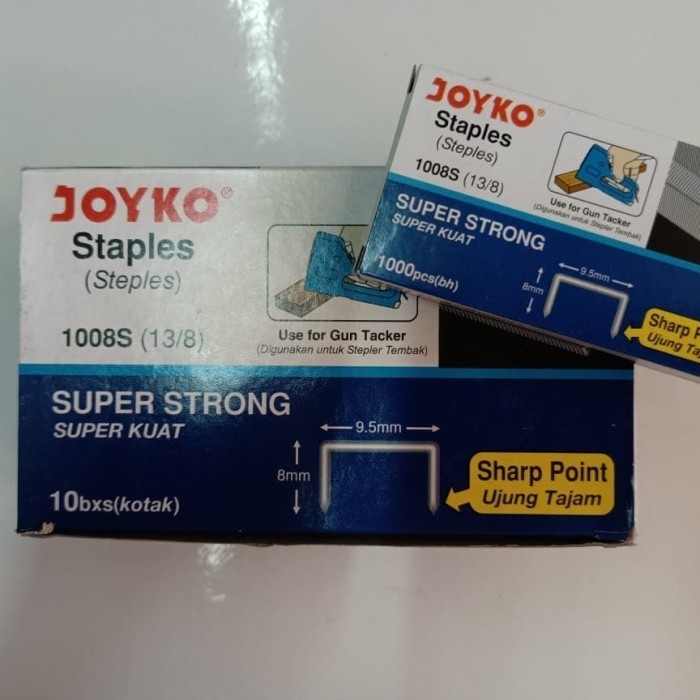 JOYKO®
Staples
(Steples)
1008S (13/8)
Use for Gun Tacker
(Digunakan untuk Stepler Tembak)
SUPER STRONG
SUPER KUAT
9.5mm
8mm
Sharp Point
Ujung Tajam
10bxs(kotak)
JOYKO®
Staples
(Steples)
1008S (13/8)
Use for Gun Tacker
(Digunakan untuk Stepler Tembak)
SUPER STRONG
SUPER KUAT
1000pcs(bh)
9.5mm
8mm
Sharp P
Ujung Ta